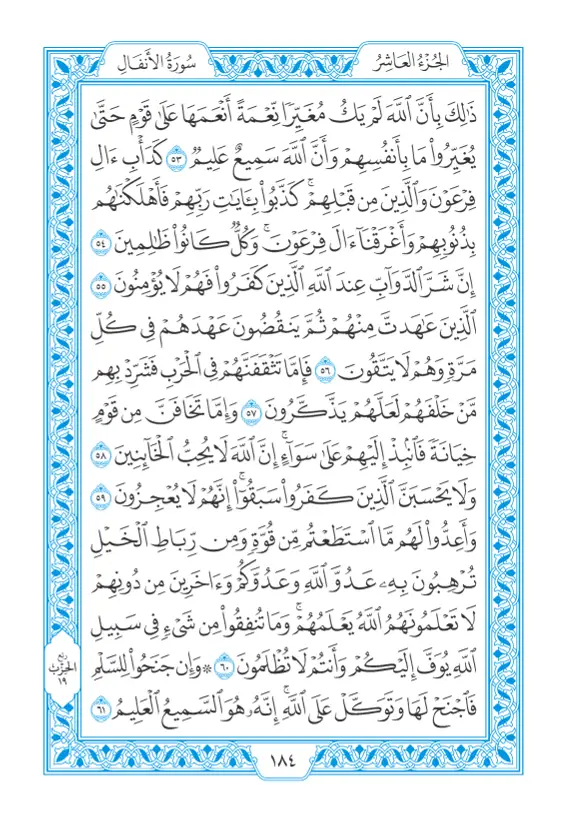 الجُزْءُ العَاشِرُ
سُورَةُ الأَنفَالِ
ذَٰلِكَ بِأَنَّ ٱللَّهَ لَمْ يَكُ مُغَيِّرًا نِّعْمَةً أَنْعَمَهَا عَلَىٰ قَوْمٍ حَتَّىٰ
يُغَيِّرُوا۟ مَا بِأَنفُسِهِمْ وَأَنَّ ٱللَّهَ سَمِيعٌ عَلِيمٌ ٥٣ كَدَأْبِ ءَالِ
فِرْعَوْنَ وَٱلَّذِينَ مِن قَبْلِهِمْ ۚ كَذَّبُوا۟ بِـَٔايَـٰتِ رَبِّهِمْ فَأَهْلَكْنَـٰهُم
بِذُنُوبِهِمْ وَأَغْرَقْنَآ ءَالَ فِرْعَوْنَ ۚ وَكُلٌّ كَانُوا۟ ظَـٰلِمِينَ ٥٤
إِنَّ شَرَّ ٱلدَّوَآبِّ عِندَ ٱللَّهِ ٱلَّذِينَ كَفَرُوا۟ فَهُمْ لَا يُؤْمِنُونَ ٥٥
ٱلَّذِينَ عَـٰهَدتَّ مِنْهُمْ ثُمَّ يَنقُضُونَ عَهْدَهُمْ فِى كُلِّ
مَرَّةٍ وَهُمْ لَا يَتَّقُونَ ٥٦ فَإِمَّا تَثْقَفَنَّهُمْ فِى ٱلْحَرْبِ فَشَرِّدْ بِهِم
مَّنْ خَلْفَهُمْ لَعَلَّهُمْ يَذَّكَّرُونَ ٥٧ وَإِمَّا تَخَافَنَّ مِن قَوْمٍ
خِيَانَةً فَٱنۢبِذْ إِلَيْهِمْ عَلَىٰ سَوَآءٍ ۚ إِنَّ ٱللَّهَ لَا يُحِبُّ ٱلْخَآئِنِينَ ٥٨
وَلَا يَحْسَبَنَّ ٱلَّذِينَ كَفَرُوا۟ سَبَقُوٓا۟ ۚ إِنَّهُمْ لَا يُعْجِزُونَ ٥٩
وَأَعِدُّوا۟ لَهُم مَّا ٱسْتَطَعْتُم مِّن قُوَّةٍ وَمِن رِّبَاطِ ٱلْخَيْلِ
تُرْهِبُونَ بِهِۦ عَدُوَّ ٱللَّهِ وَعَدُوَّكُمْ وَءَاخَرِينَ مِن دُونِهِمْ
لَا تَعْلَمُونَهُمُ ٱللَّهُ يَعْلَمُهُمْ ۚ وَمَا تُنفِقُوا۟ مِن شَىْءٍ فِى سَبِيلِ
ٱللَّهِ يُوَفَّ إِلَيْكُمْ وَأَنتُمْ لَا تُظْلَمُونَ ٦٠ ۞ وَإِن جَنَحُوا۟ لِلسَّلْمِ
فَٱجْنَحْ لَهَا وَتَوَكَّلْ عَلَى ٱللَّهِ ۚ إِنَّهُۥ هُوَ ٱلسَّمِيعُ ٱلْعَلِيمُ ٦١
ربع
الحزب
١٩
١٨٤